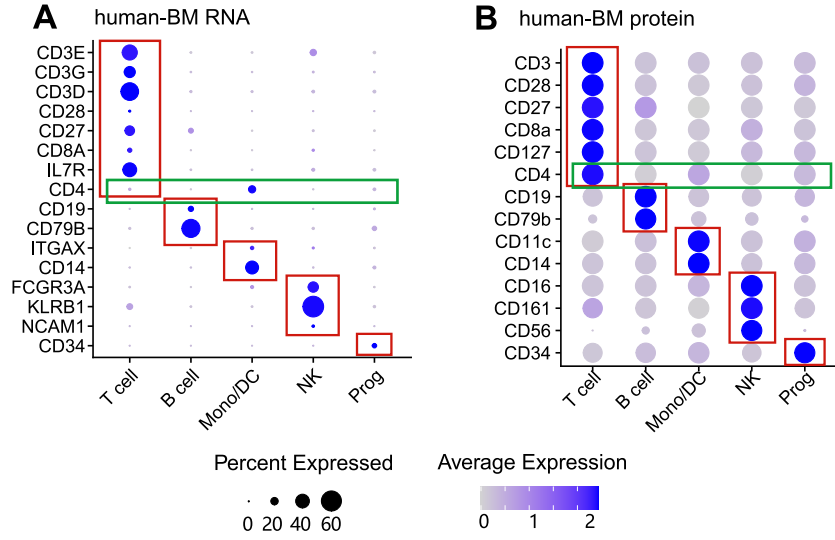 A human-BM RNA
CD3E
CD3G
CD3D
CD28
CD27
CD8A
IL7R
CD4
CD19
CD79B
ITGAX
CD14
FCGR3A
KLRB1
NCAM1
CD34
T cell B cell Mono/DC NK Prog
B human-BM protein
CD3
CD28
CD27
CD8a
CD127
CD4
CD19
CD79b
CD11c
CD14
CD16
CD161
CD56
CD34
T cell B cell Mono/DC NK Prog
Percent Expressed
0 20 40 60
Average Expression
0 1 2